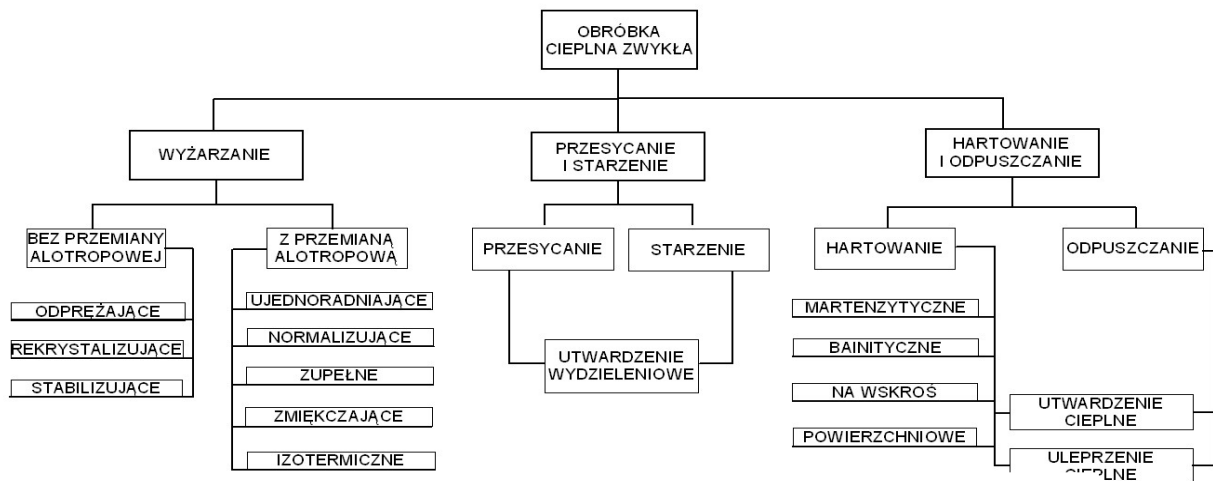 OBRÓBKA
CIEPLNA ZWYKŁA
WYŻARZANIE
PRZESYCANIE
I STARZENIE
HARTOWANIE
I ODPUSZCZANIE
BEZ PRZEMIANY
ALOTROPOWEJ
Z PRZEMIANĄ
ALOTROPOWĄ
PRZESYCANIE
STARZENIE
HARTOWANIE
ODPUSZCZANIE
ODPRĘŻAJĄCE
REKRYSTALIZUJĄCE
STABILIZUJĄCE
UJEDNORADNIAJĄCE
NORMALIZUJĄCE
ZUPEŁNE
ZMIĘKCZAJĄCE
IZOTERMICZNE
UTWARDZENIE
WYDZIELENIOWE
MARTENZYTYCZNE
BAINITYCZNE
NA WSKROŚ
POWIERZCHNIOWE
UTWARDZENIE
CIEPLNE
ULEPRZENIE
CIEPLNE